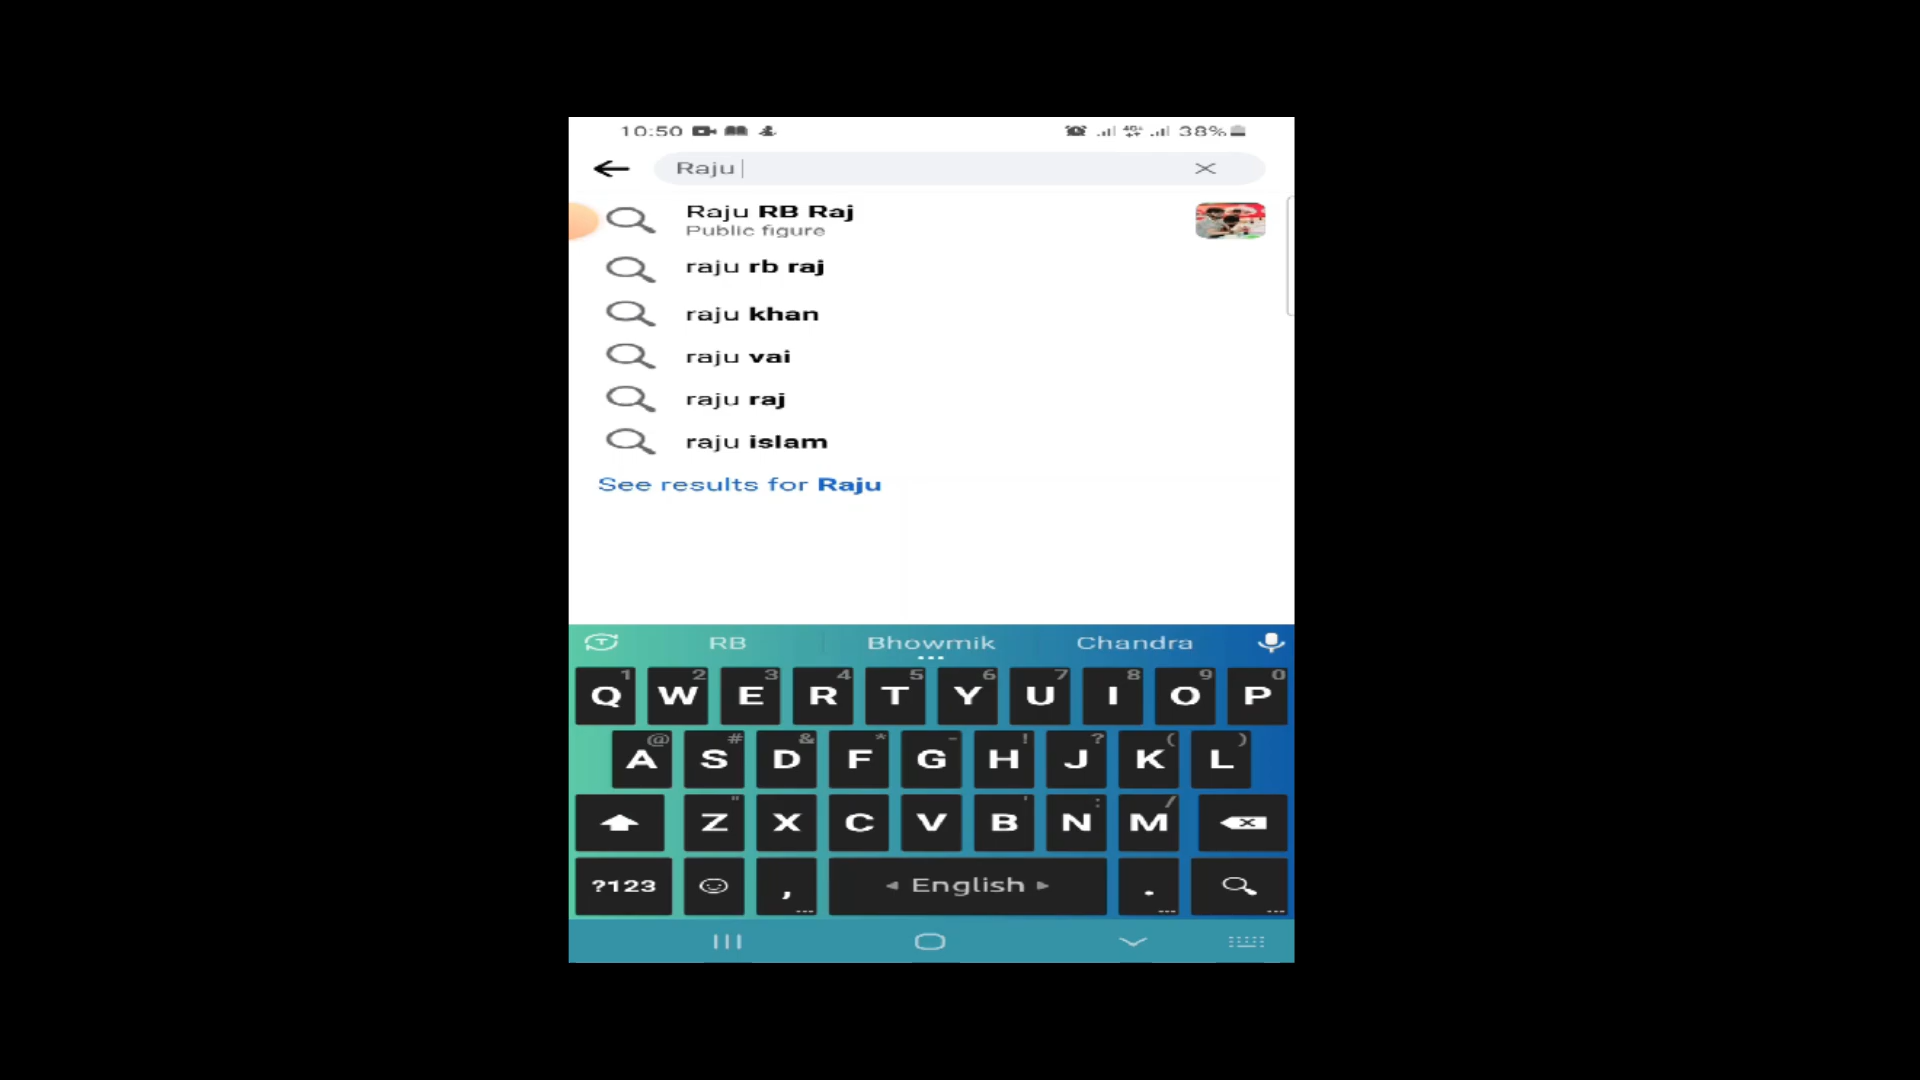 10:50 38%
Raju
Raju RB Raj
Public figure
raju rb raj
raju khan
raju vai
raju raj
raju islam
See results for Raju
RB Bhowmik Chandra
1 2 3 4 5 6 7 8 9 0
Q W E R T Y U I O P
@ # & * - ! ? ( )
A S D F G H J K L
" ' : /
Z X C V B N M
?123 , English .